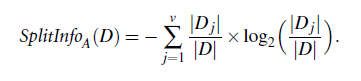 SplitInfo_A(D) = − ∑_{j=1}^{v} |D_j|/|D| × log_2(|D_j|/|D|).